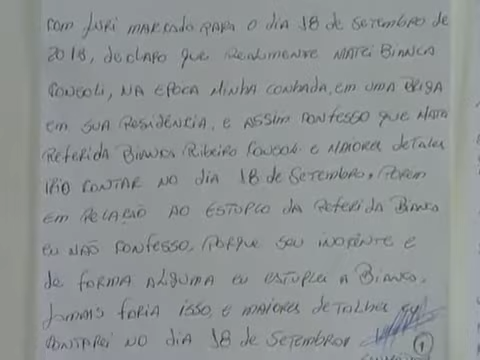 com Juri marcado para o dia 18 de setembro de
2018, declaro que realmente matei Bianca
Consoli, na época minha cunhada, em uma briga
em sua residência, e assim confesso que matei
referida Bianca Ribeiro Consoli e maiores detalhes
irão contar no dia 18 de setembro, porem
em relação ao estupro da referida Bianca
eu não confesso, porque sou inocente e
de forma alguma eu estuprei a Bianca.
Jamais faria isso, e maiores detalhes eu
contarei no dia 18 de setembro
1